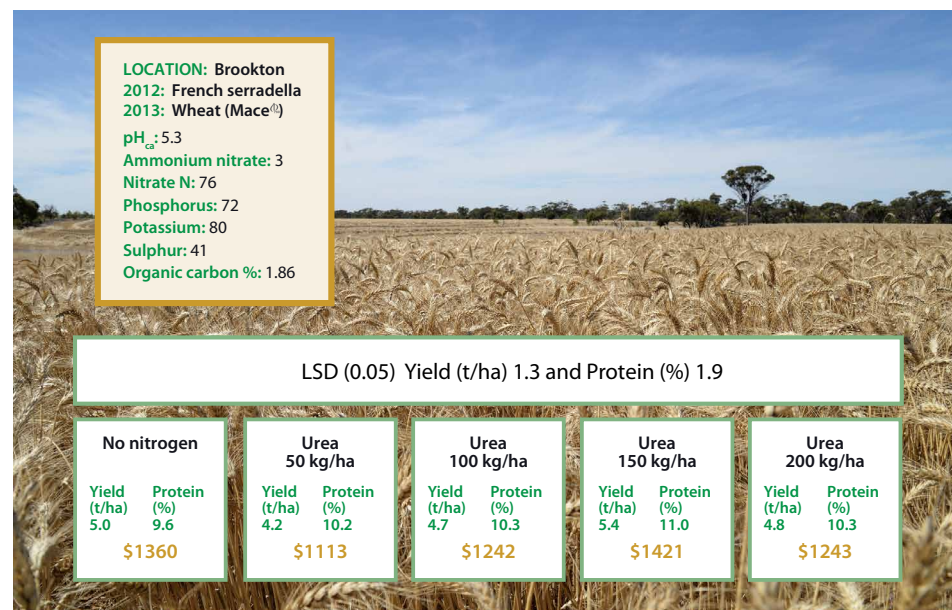 LOCATION: Brookton
2012: French serradella
2013: Wheat (Mace)
pHca: 5.3
Ammonium nitrate: 3
Nitrate N: 76
Phosphorus: 72
Potassium: 80
Sulphur: 41
Organic carbon %: 1.86
LSD (0.05) Yield (t/ha) 1.3 and Protein (%) 1.9
No nitrogen
Yield Protein
(t/ha) (%)
5.0 9.6
$1360
Urea
50 kg/ha
Yield Protein
(t/ha) (%)
4.2 10.2
$1113
Urea
100 kg/ha
Yield Protein
(t/ha) (%)
4.7 10.3
$1242
Urea
150 kg/ha
Yield Protein
(t/ha) (%)
5.4 11.0
$1421
Urea
200 kg/ha
Yield Protein
(t/ha) (%)
4.8 10.3
$1243